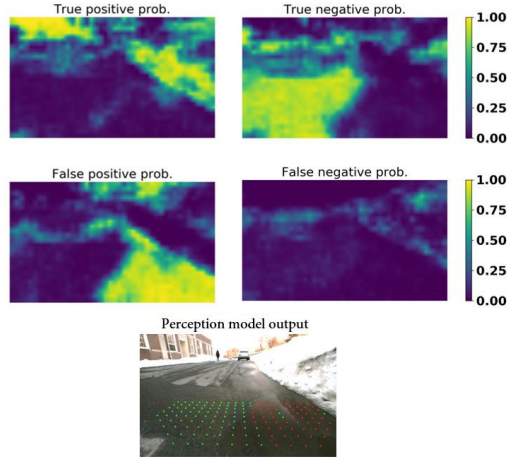 True positive prob.
True negative prob.
1.00
0.75
0.50
0.25
0.00
False positive prob.
False negative prob.
1.00
0.75
0.50
0.25
0.00
Perception model output